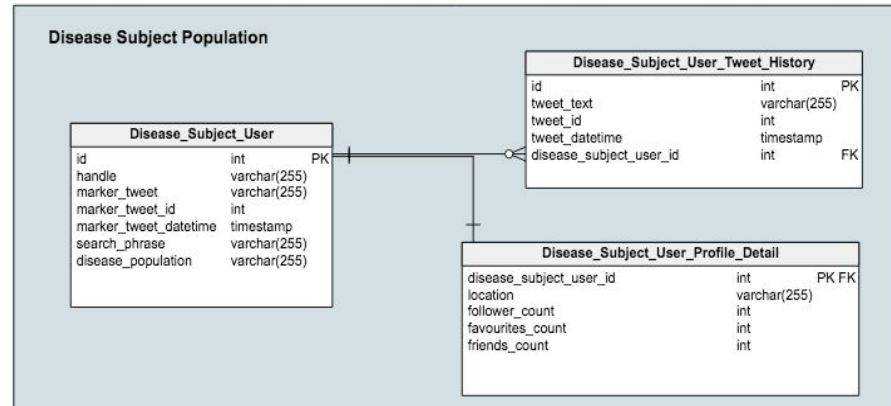 Disease Subject Population
Disease_Subject_User_Tweet_History
id int PK
tweet_text varchar(255)
tweet_id int
tweet_datetime timestamp
disease_subject_user_id int FK
Disease_Subject_User
id int PK
handle varchar(255)
marker_tweet varchar(255)
marker_tweet_id int
marker_tweet_datetime timestamp
search_phrase varchar(255)
disease_population varchar(255)
Disease_Subject_User_Profile_Detail
disease_subject_user_id int PK FK
location varchar(255)
follower_count int
favourites_count int
friends_count int